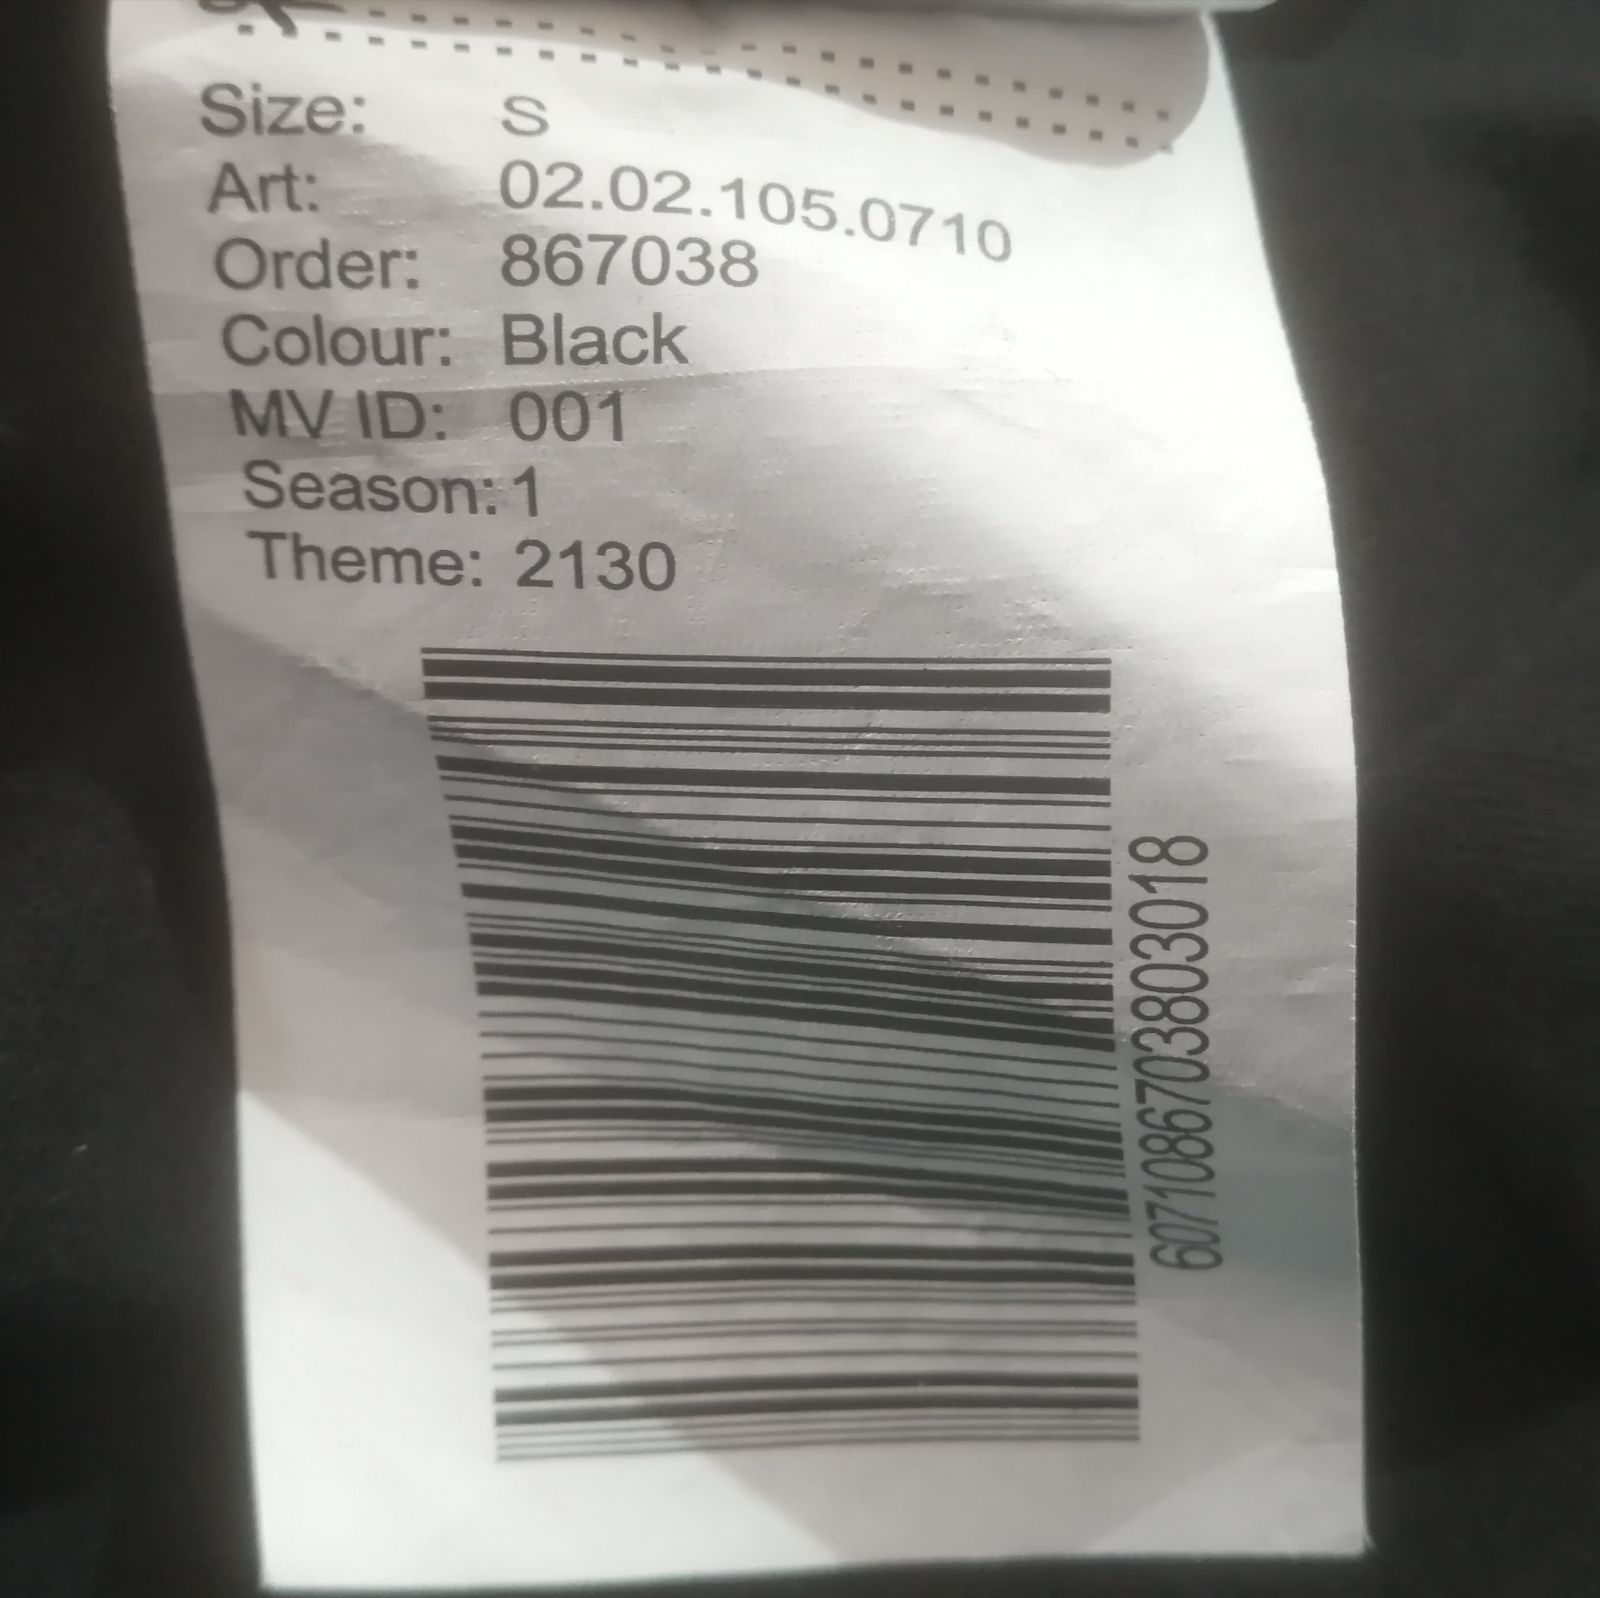 Size: S
Art: 02.02.105.0710
Order: 867038
Colour: Black
MV ID: 001
Season: 1
Theme: 2130
6071086703803018